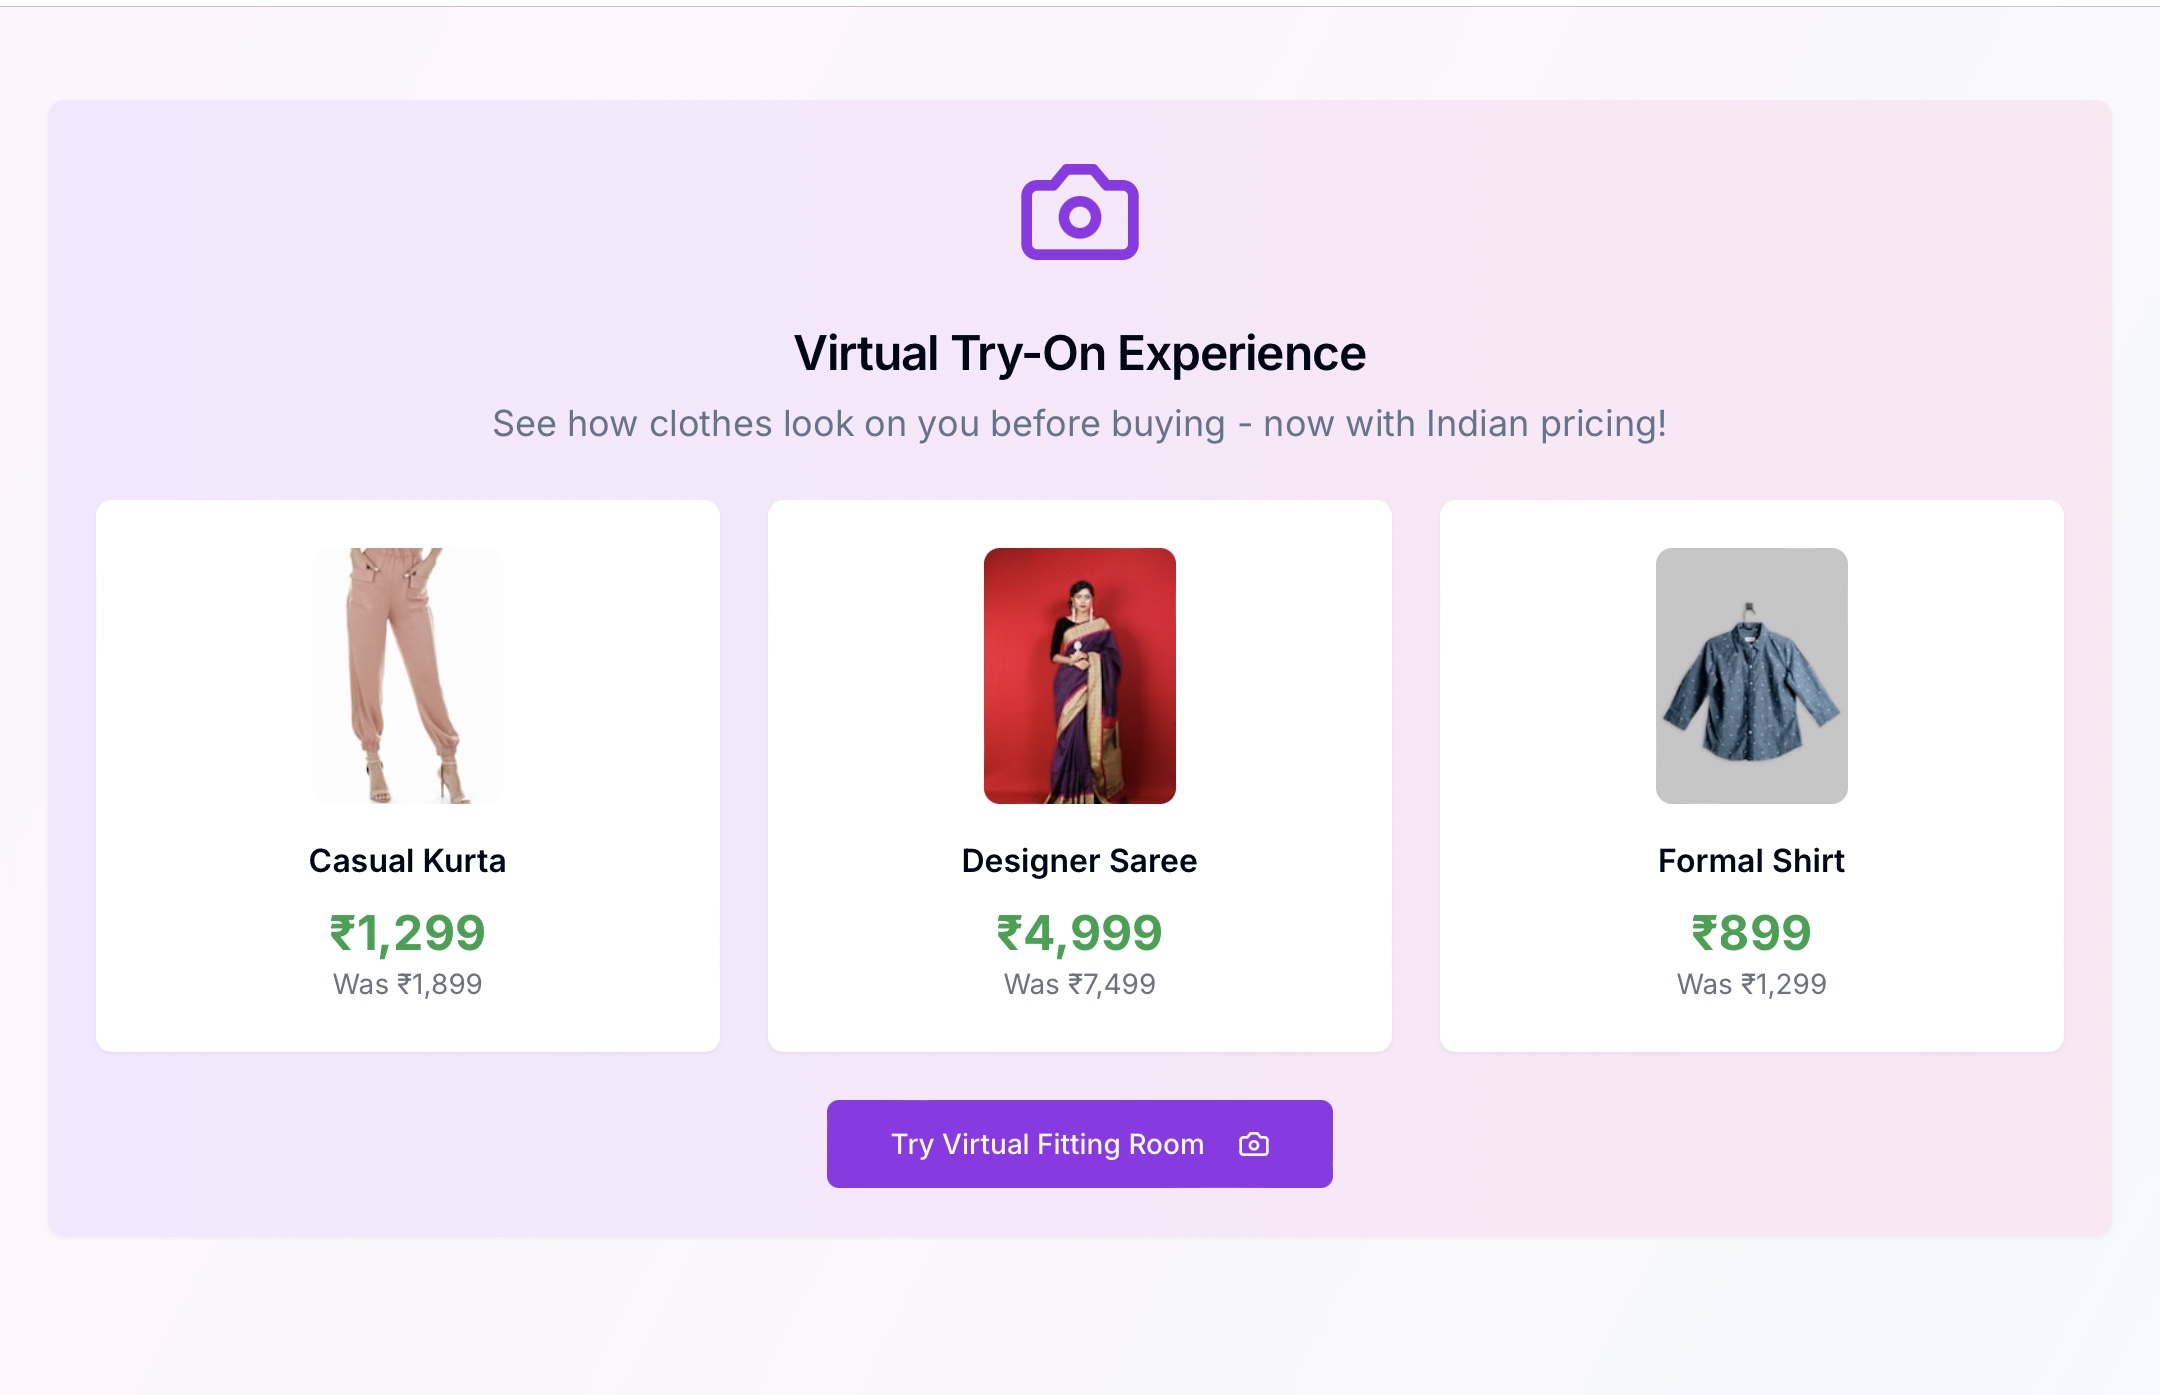 Virtual Try-On Experience
See how clothes look on you before buying - now with Indian pricing!
Casual Kurta
₹1,299
Was ₹1,899
Designer Saree
₹4,999
Was ₹7,499
Formal Shirt
₹899
Was ₹1,299
Try Virtual Fitting Room